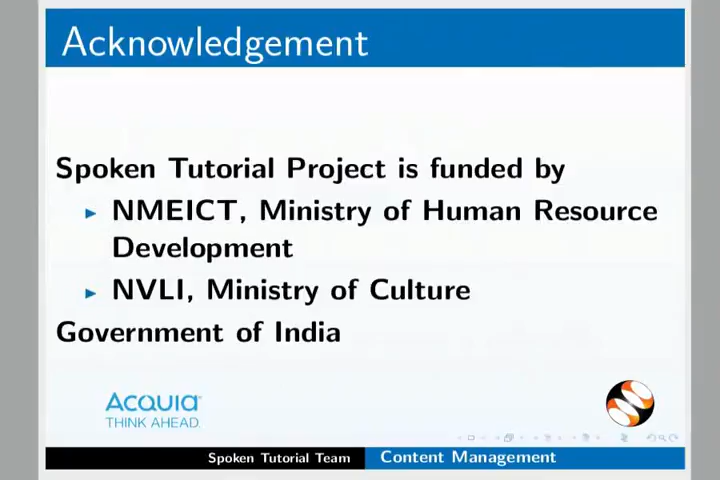 Acknowledgement
Spoken Tutorial Project is funded by
NMEICT, Ministry of Human Resource
Development
NVLI, Ministry of Culture
Government of India
ACQUIA
THINK AHEAD.
Spoken Tutorial Team
Content Management